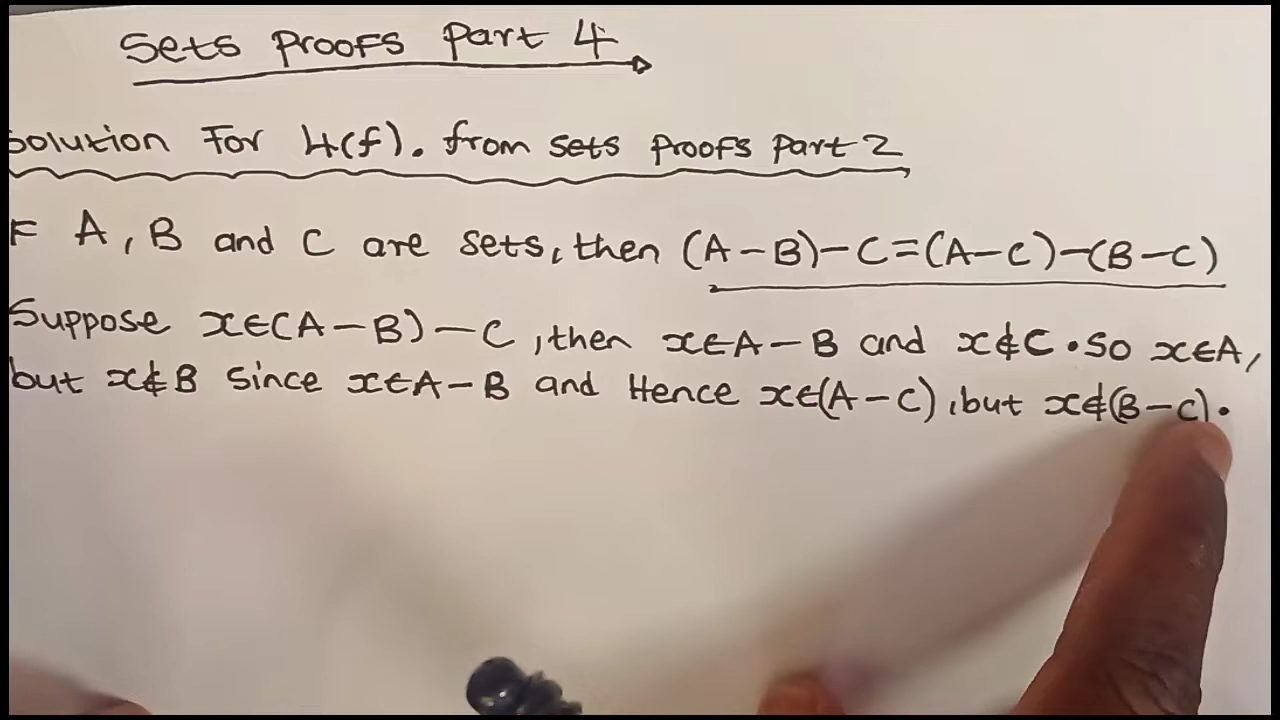 Sets Proofs Part 4
Solution For 4(f). from sets proofs part 2
F A, B and C are sets, then (A-B)-C=(A-C)-(B-C)
Suppose x∈(A-B)-C, then x∈A-B and x∉C. So x∈A,
but x∉B Since x∈A-B and Hence x∈(A-C), but x∉(B-C).